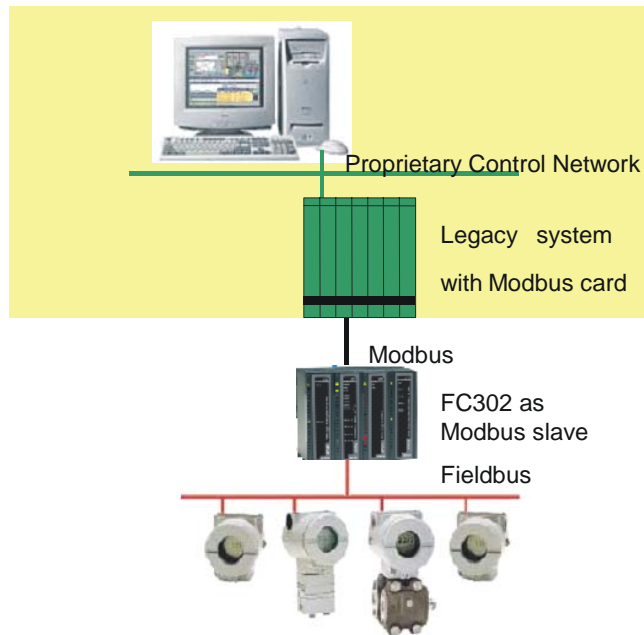 Proprietary Control Network
Legacy system
with Modbus card
Modbus
FC302 as
Modbus slave
Fieldbus